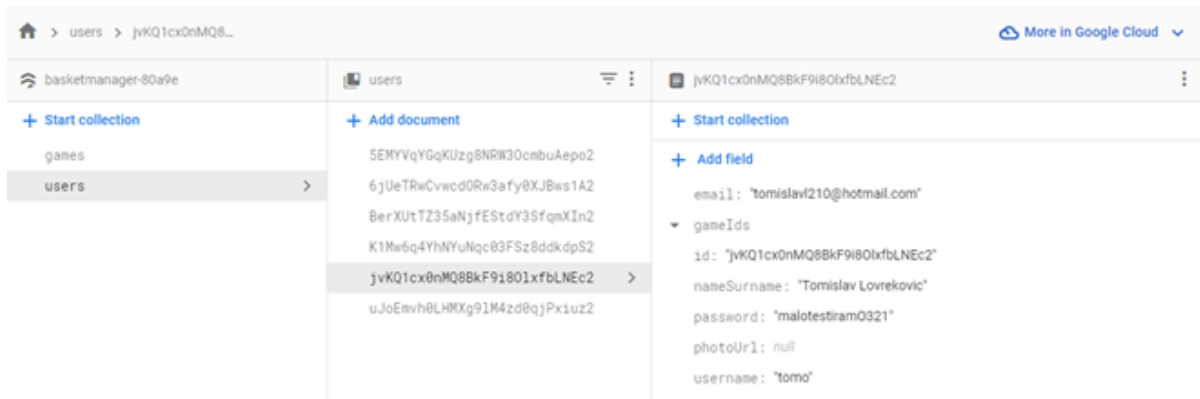 users > jvKQ1cx0nMQ8...
More in Google Cloud
basketmanager-80a9e
+ Start collection
games
users
users
+ Add document
5EMYVqYGqKUzg8NRW3OcmbuAepo2
6jUeTRwCvwcdORw3afy0XJBws1A2
BerXUtTZ35aNjfEStdY3SfqmXIn2
K1Mw6q4YhNYuNqc03FSz8ddkdpS2
jvKQ1cx0nMQ8BkF9i8OlxfbLNEc2
uJoEmvh0LHMXg9lM4zd0qjPxiuz2
jvKQ1cx0nMQ8BkF9i8OlxfbLNEc2
+ Start collection
+ Add field
email: "tomislavl210@hotmail.com"
gameIds
id: "jvKQ1cx0nMQ8BkF9i8OlxfbLNEc2"
nameSurname: "Tomislav Lovrekovic"
password: "malotestiram0321"
photoUrl: null
username: "tomo"